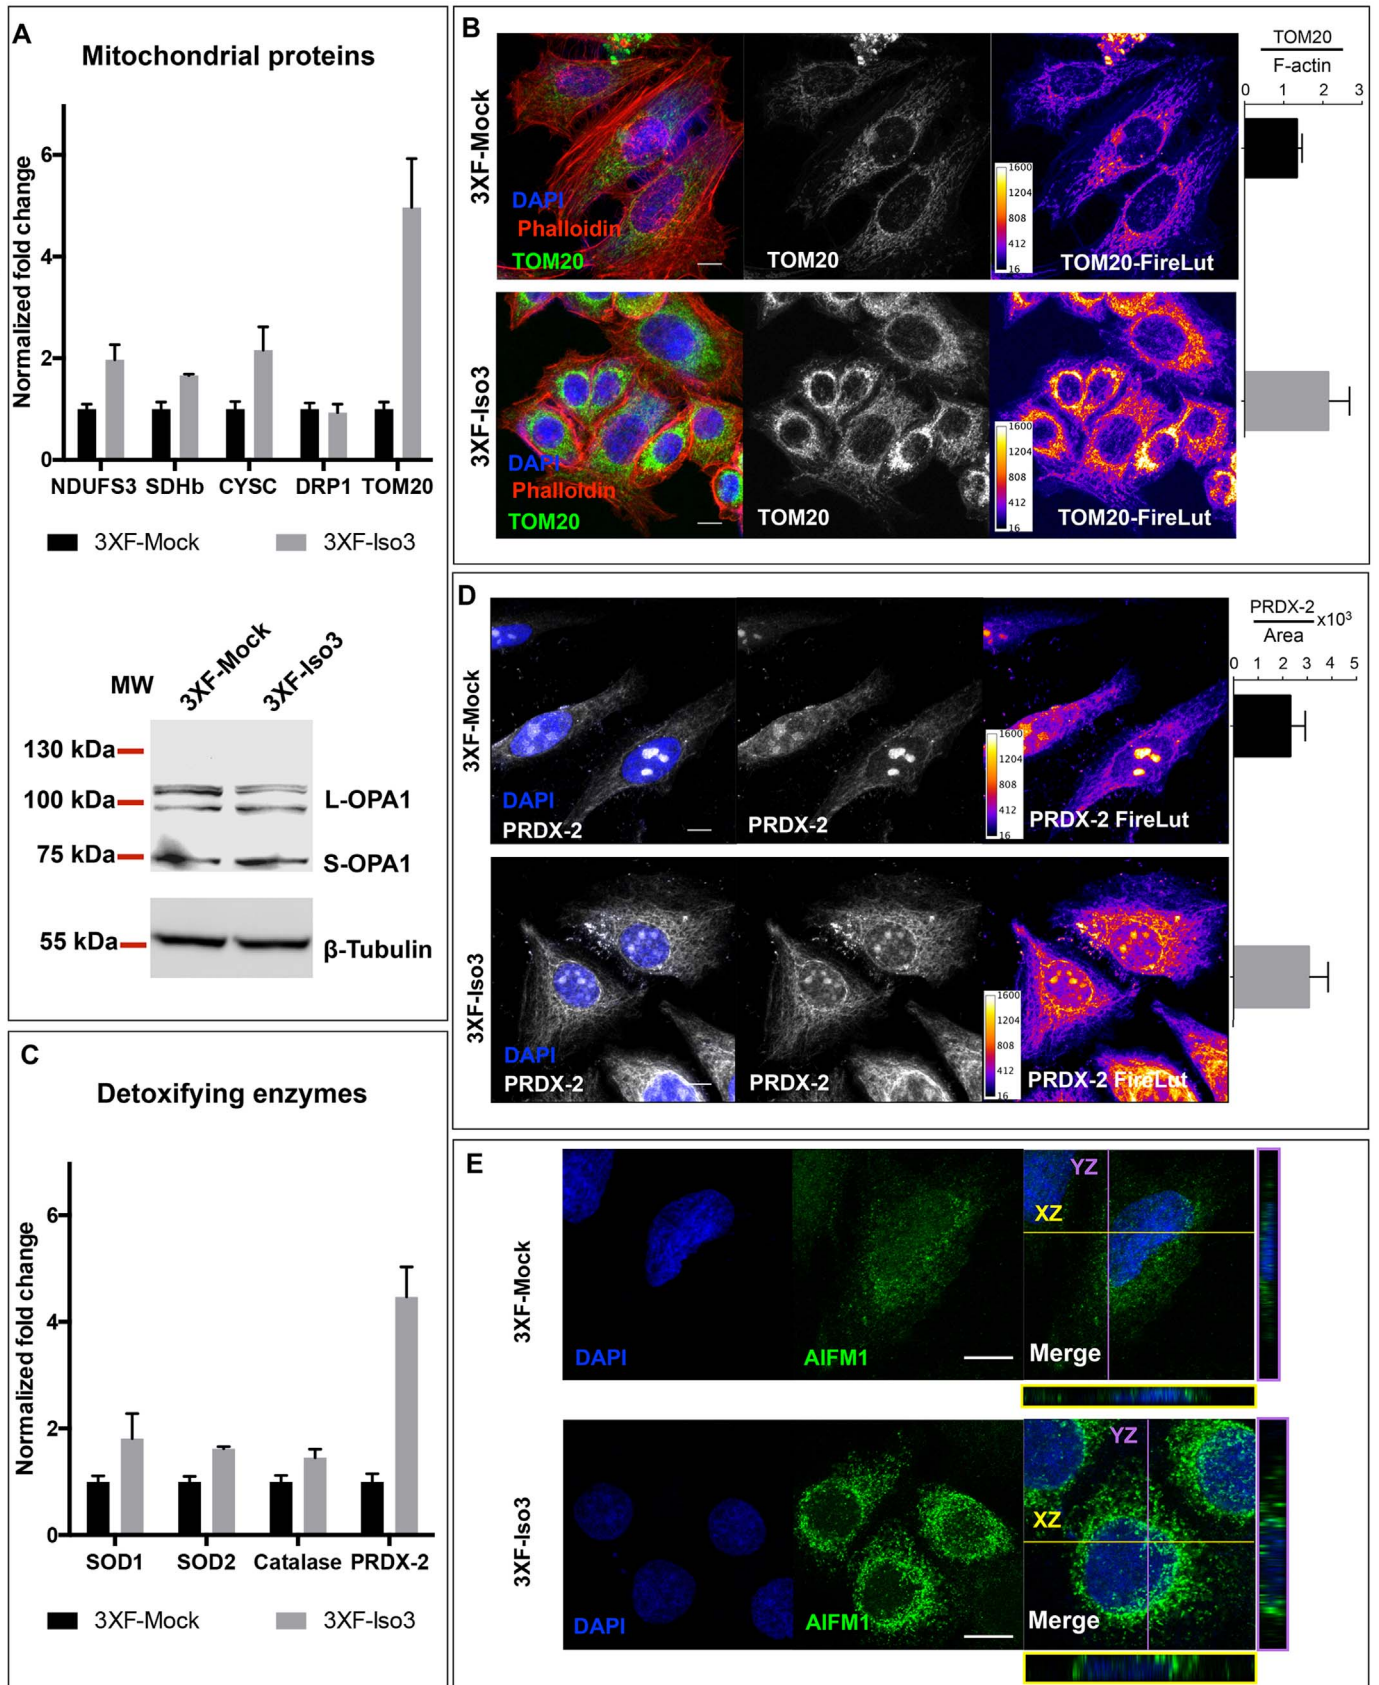 A
Mitochondrial proteins
Normalized fold change
6
4
2
0
NDUFS3 SDHb CYSC DRP1 TOM20
3XF-Mock 3XF-Iso3
MW 3XF-Mock 3XF-Iso3
130 kDa
100 kDa L-OPA1
75 kDa S-OPA1
55 kDa β-Tubulin
B
3XF-Mock
DAPI
Phalloidin
TOM20
TOM20
1600
1204
808
412
16
TOM20-FireLut
TOM20
F-actin
0 1 2 3
3XF-Iso3
DAPI
Phalloidin
TOM20
TOM20
1600
1204
808
412
16
TOM20-FireLut
C
Detoxifying enzymes
Normalized fold change
6
4
2
0
SOD1 SOD2 Catalase PRDX-2
3XF-Mock 3XF-Iso3
D
3XF-Mock
DAPI
PRDX-2
PRDX-2
1600
1204
808
412
16
PRDX-2 FireLut
PRDX-2
Area
x10³
0 1 2 3 4 5
3XF-Iso3
DAPI
PRDX-2
PRDX-2
1600
1204
808
412
16
PRDX-2 FireLut
E
3XF-Mock
DAPI
AIFM1
YZ
XZ
Merge
3XF-Iso3
DAPI
AIFM1
YZ
XZ
Merge